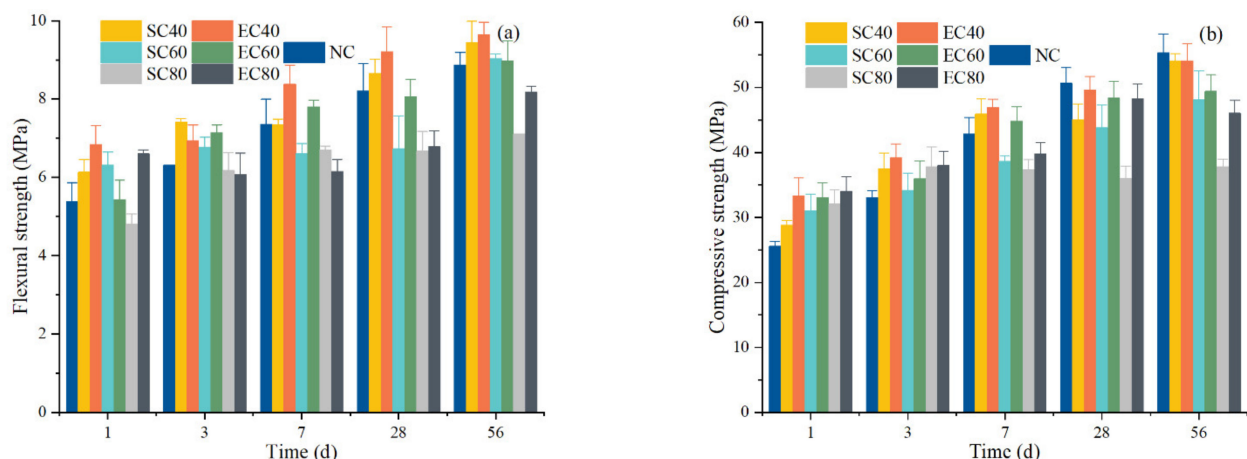 10
8
6
4
2
0
Flexural strength (MPa)
SC40 EC40
SC60 EC60 NC
SC80 EC80
(a)
1 3 7 28 56
Time (d)
60
50
40
30
20
10
0
Compressive strength (MPa)
SC40 EC40
SC60 EC60 NC
SC80 EC80
(b)
1 3 7 28 56
Timc (d)